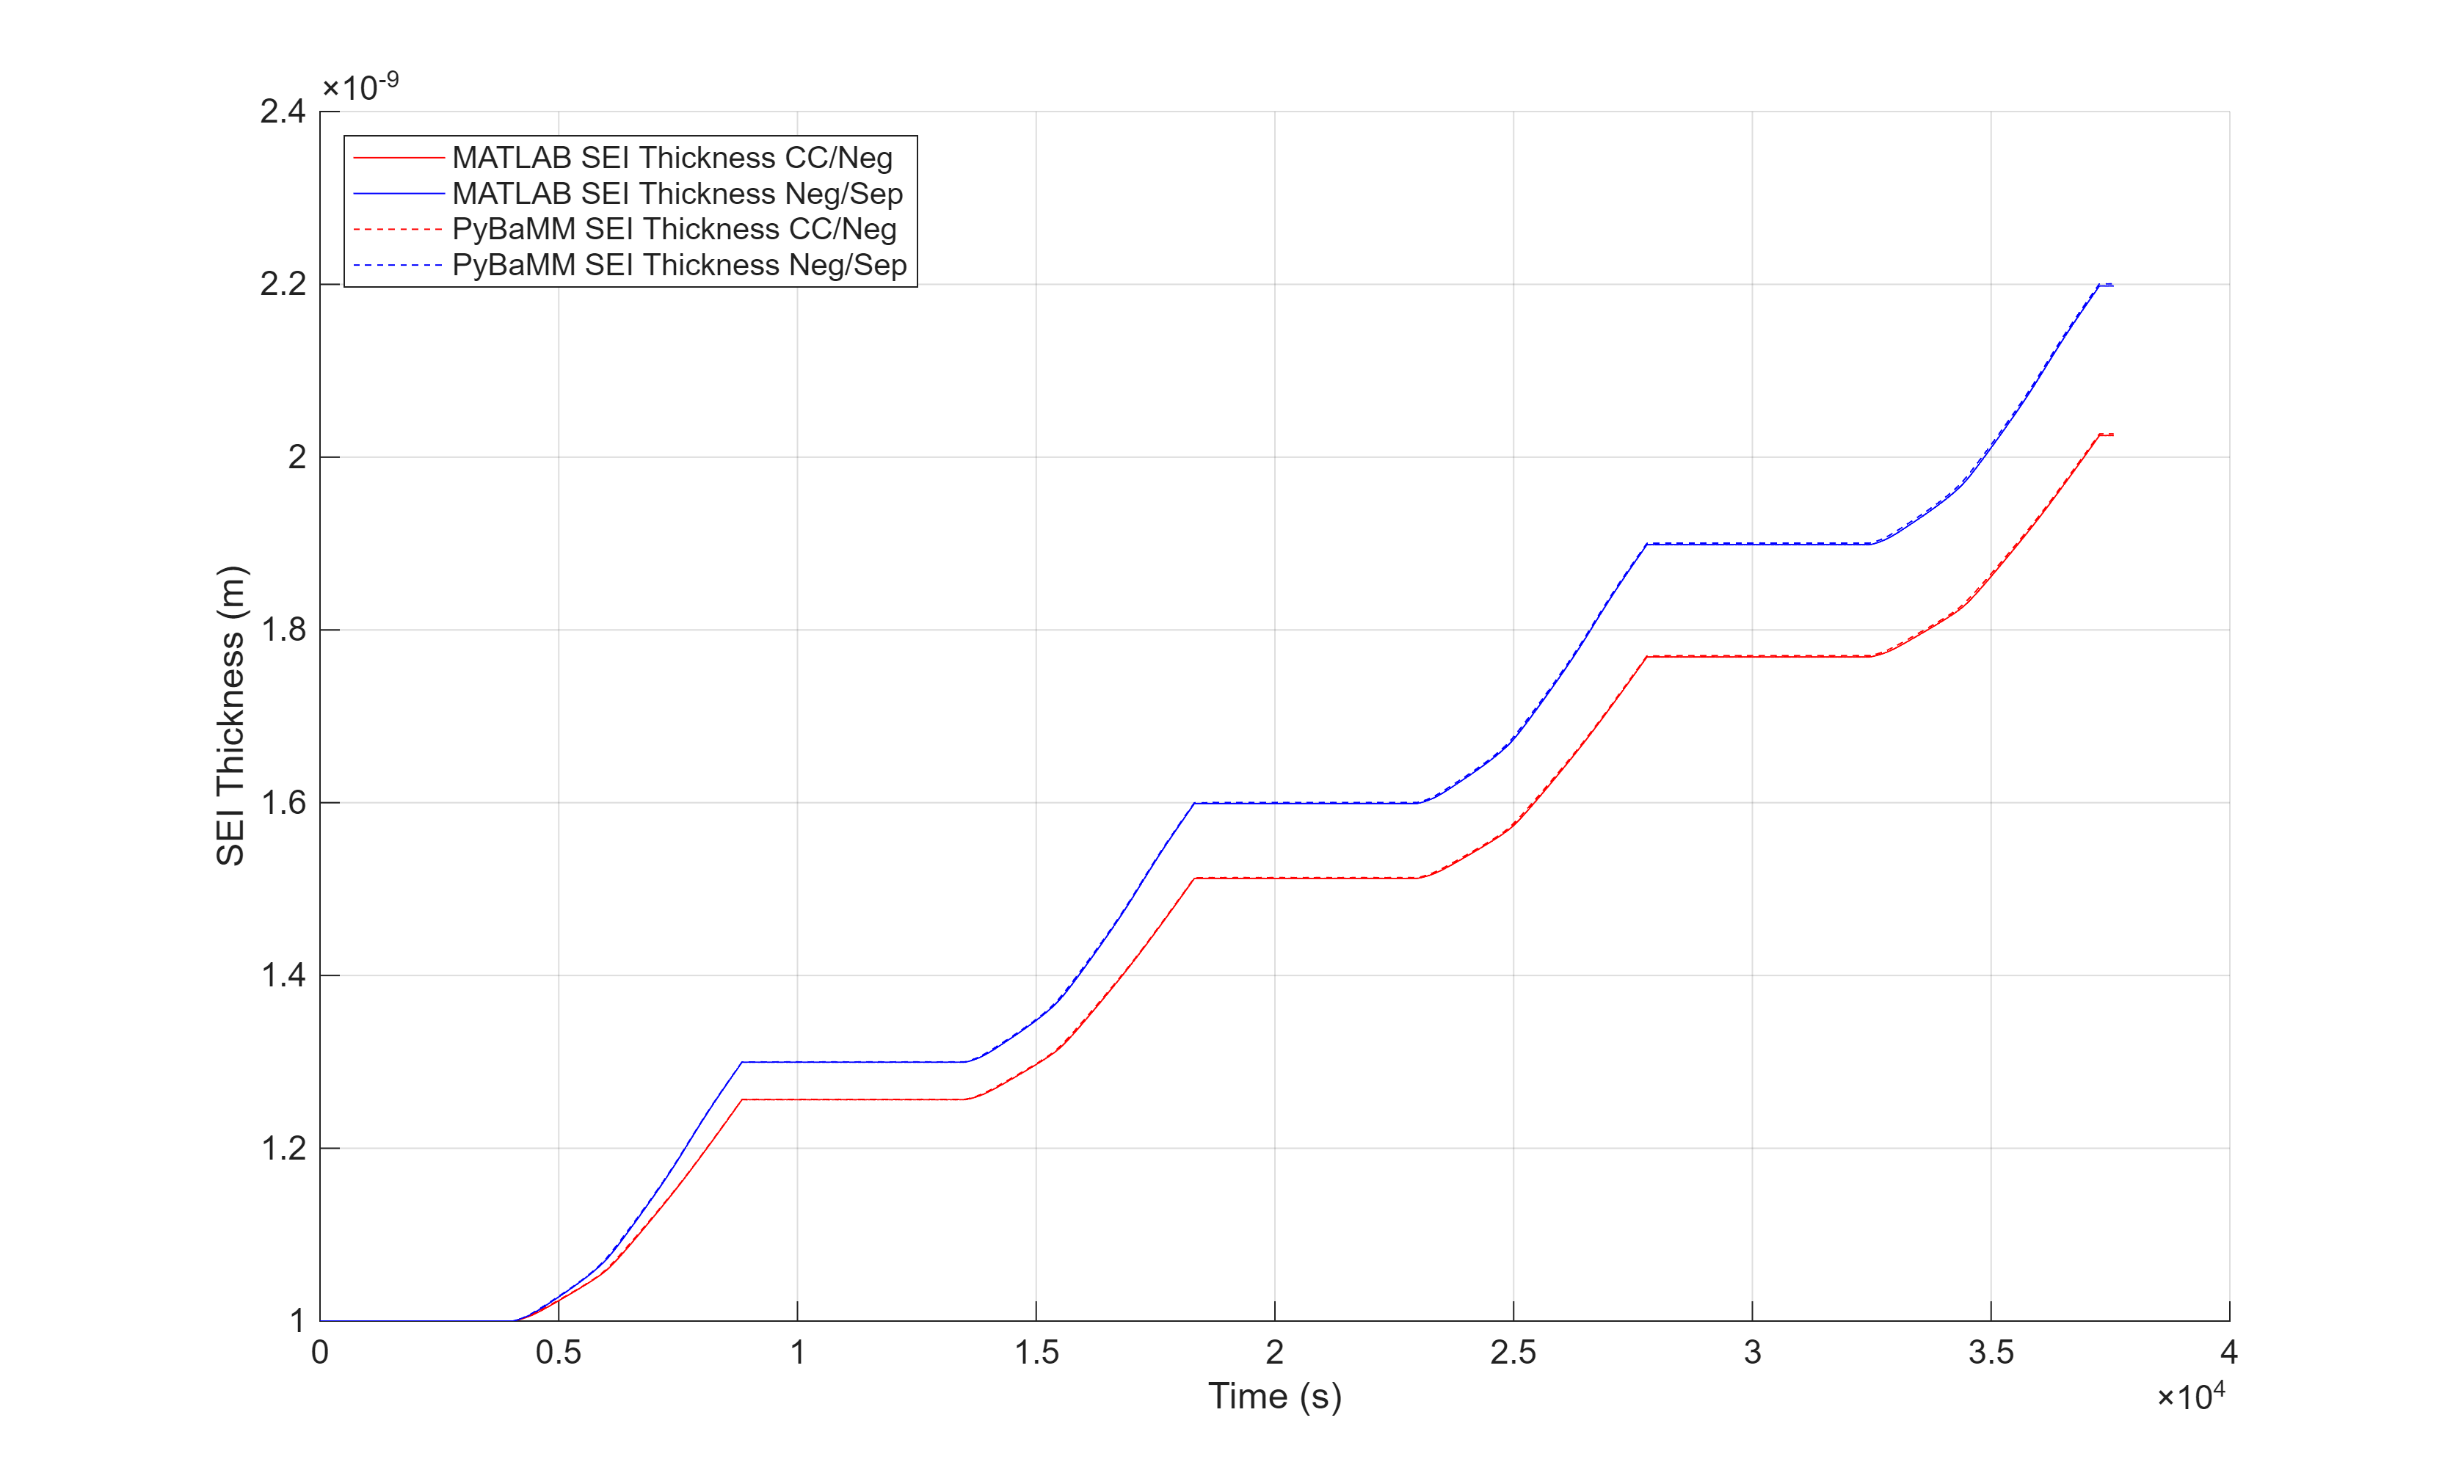 ×10-9
2.4
2.2
2
1.8
1.6
1.4
1.2
1
SEI Thickness (m)
MATLAB SEI Thickness CC/Neg
MATLAB SEI Thickness Neg/Sep
PyBaMM SEI Thickness CC/Neg
PyBaMM SEI Thickness Neg/Sep
0 0.5 1 1.5 2 2.5 3 3.5 4
Time (s)
×104